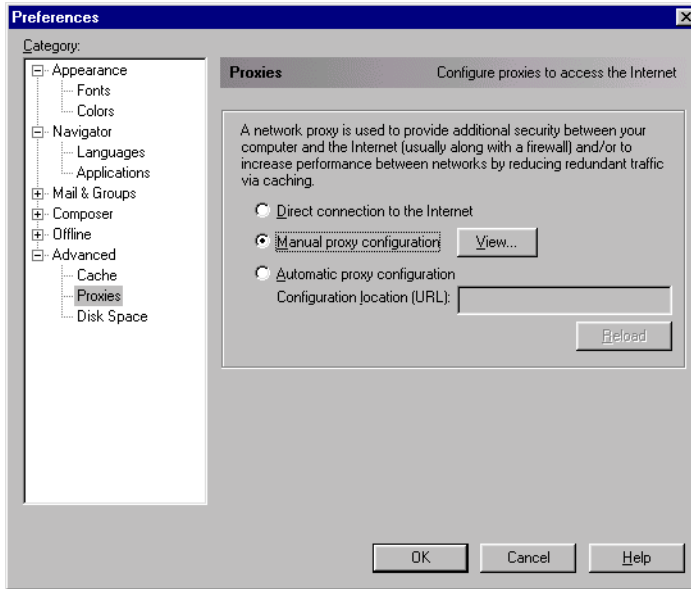 Preferences
Category:
Appearance
Fonts
Colors
Navigator
Languages
Applications
Mail & Groups
Composer
Offline
Advanced
Cache
Proxies
Disk Space
Proxies Configure proxies to access the Internet
A network proxy is used to provide additional security between your
computer and the Internet (usually along with a firewall) and/or to
increase performance between networks by reducing redundant traffic
via caching.
Direct connection to the Internet
Manual proxy configuration View...
Automatic proxy configuration
Configuration location (URL):
Reload
OK Cancel Help